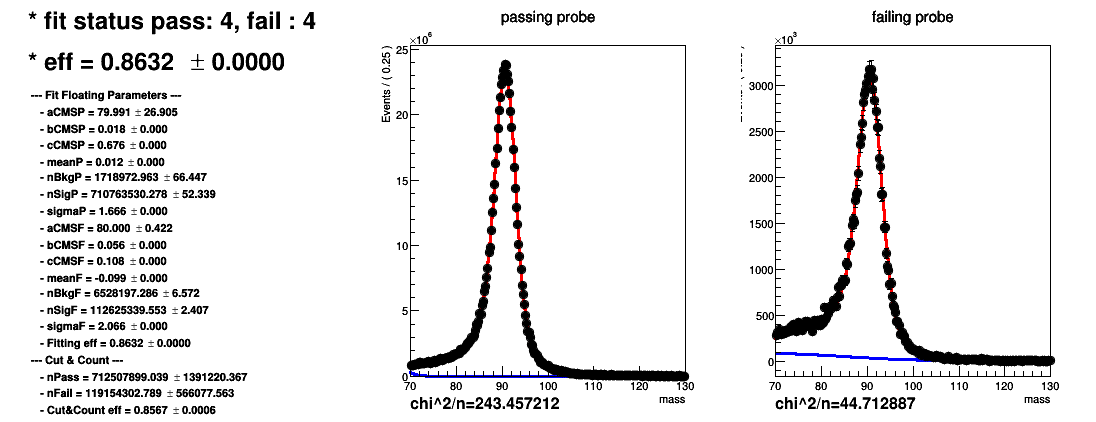 * fit status pass: 4, fail : 4
* eff = 0.8632 ± 0.0000
--- Fit Floating Parameters ---
- aCMSP = 79.991 ± 26.905
- bCMSP = 0.018 ± 0.000
- cCMSP = 0.676 ± 0.000
- meanP = 0.012 ± 0.000
- nBkgP = 1718972.963 ± 66.447
- nSigP = 710763530.278 ± 52.339
- sigmaP = 1.666 ± 0.000
- aCMSF = 80.000 ± 0.422
- bCMSF = 0.056 ± 0.000
- cCMSF = 0.108 ± 0.000
- meanF = -0.099 ± 0.000
- nBkgF = 6528197.286 ± 6.572
- nSigF = 112625339.553 ± 2.407
- sigmaF = 2.066 ± 0.000
- Fitting eff = 0.8632 ± 0.0000
--- Cut & Count ---
- nPass = 712507899.039 ± 1391220.367
- nFail = 119154302.789 ± 566077.563
- Cut&Count eff = 0.8567 ± 0.0006
passing probe
×10⁶
Events / ( 0.25 )
25
20
15
10
5
0
70 80 90 100 110 120 130
mass
chi^2/n=243.457212
failing probe
×10³
3000
2500
2000
1500
1000
500
0
70 80 90 100 110 120 130
mass
chi^2/n=44.712887